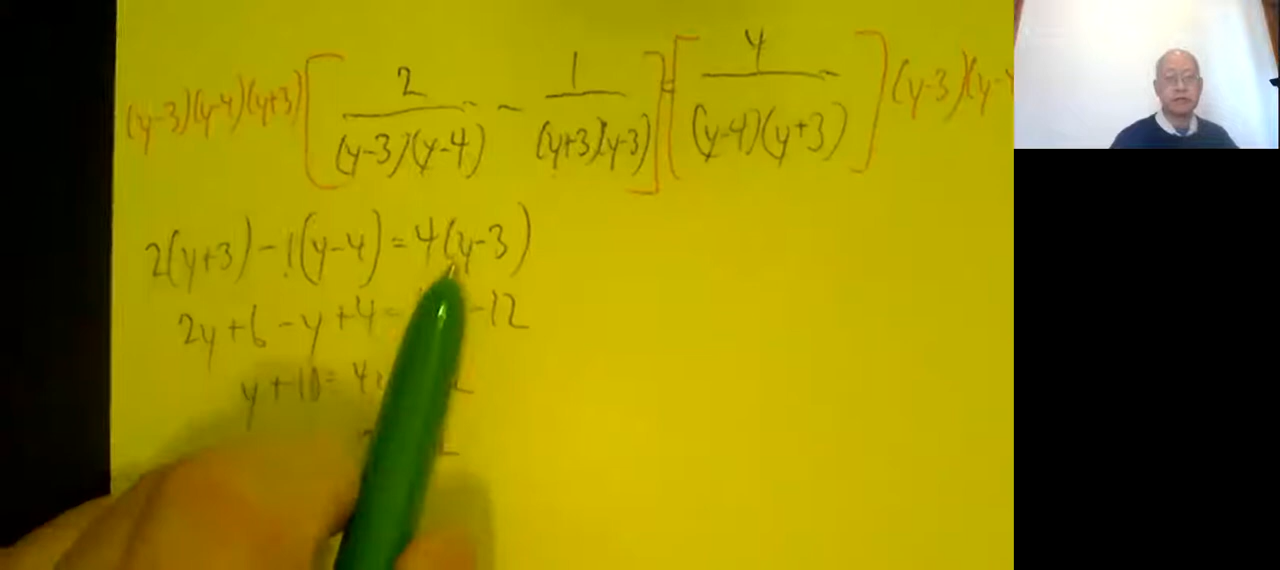 (y-3)(y-4)(y+3) [ 2/((y-3)(y-4)) - 1/((y+3)(y-3)) ] = [ 4/((y-4)(y+3)) ] (y-3)(y-
2(y+3) - 1(y-4) = 4(y-3)
2y+6-y+4= -12
y+10=4